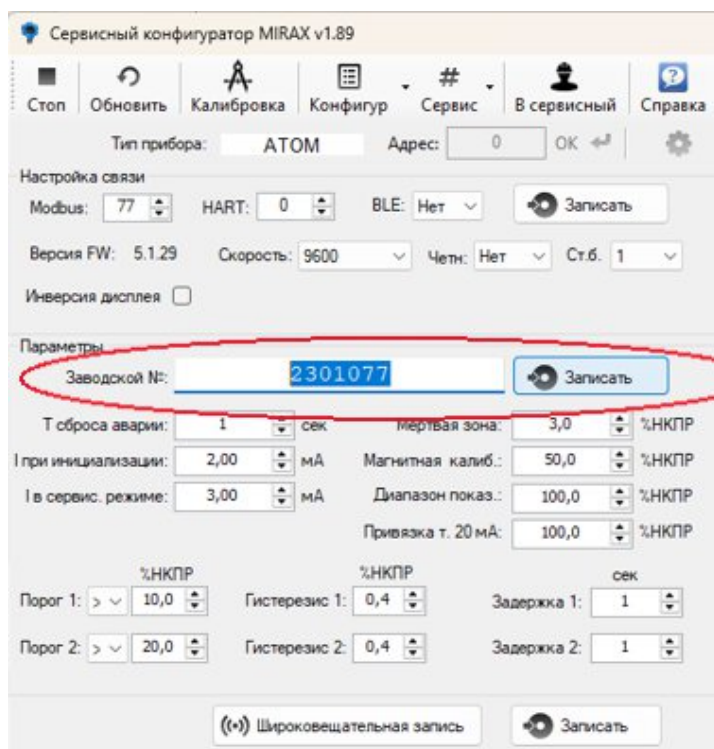 Сервисный конфигуратор MIRAX v1.89
Стоп Обновить Калибровка Конфигур Сервис В сервисный Справка
Тип прибора: АТОМ Адрес: 0 OK
Настройка связи
Modbus: 77 HART: 0 BLE: Нет Записать
Версия FW: 5.1.29 Скорость: 9600 Четн: Нет Ст.б. 1
Инверсия дисплея
Параметры
Заводской №: 2301077 Записать
T сброса аварии: 1 сек Мертвая зона: 3,0 %НКПР
I при инициализации: 2,00 мА Магнитная калиб.: 50,0 %НКПР
I в сервис. режиме: 3,00 мА Диапазон показ.: 100,0 %НКПР
Привязка т. 20 мА: 100,0 %НКПР
%НКПР %НКПР сек
Порог 1: > 10,0 Гистерезис 1: 0,4 Задержка 1: 1
Порог 2: > 20,0 Гистерезис 2: 0,4 Задержка 2: 1
Широковещательная запись Записать